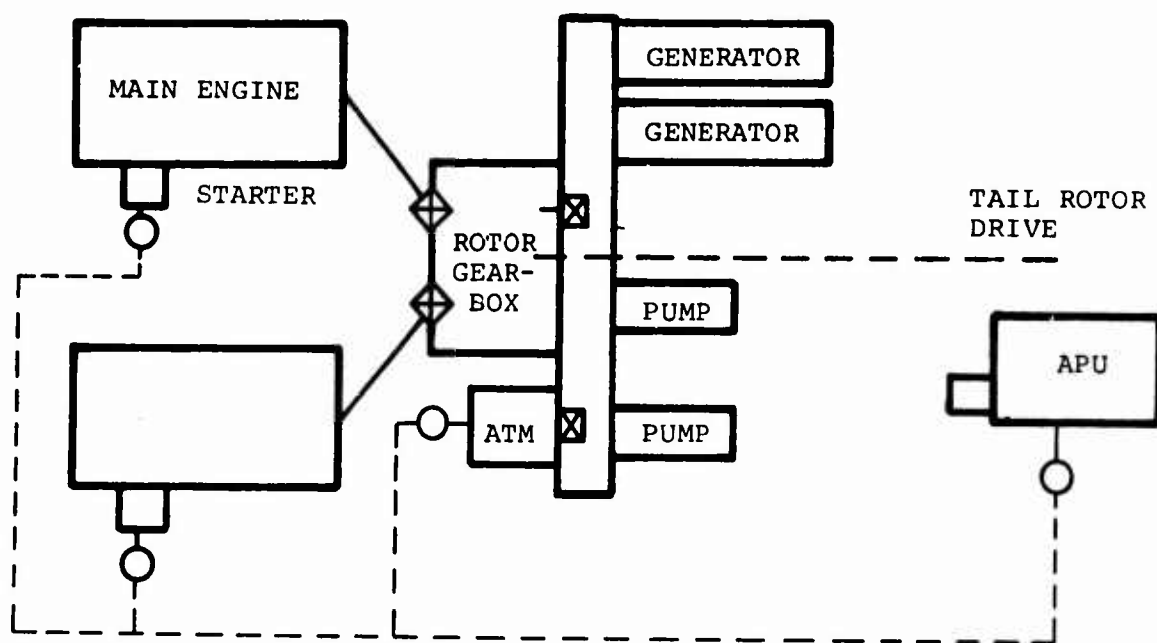 GENERATOR
MAIN ENGINE
GENERATOR
STARTER
TAIL ROTOR
DRIVE
ROTOR
GEAR-
BOX
PUMP
APU
ATM
PUMP